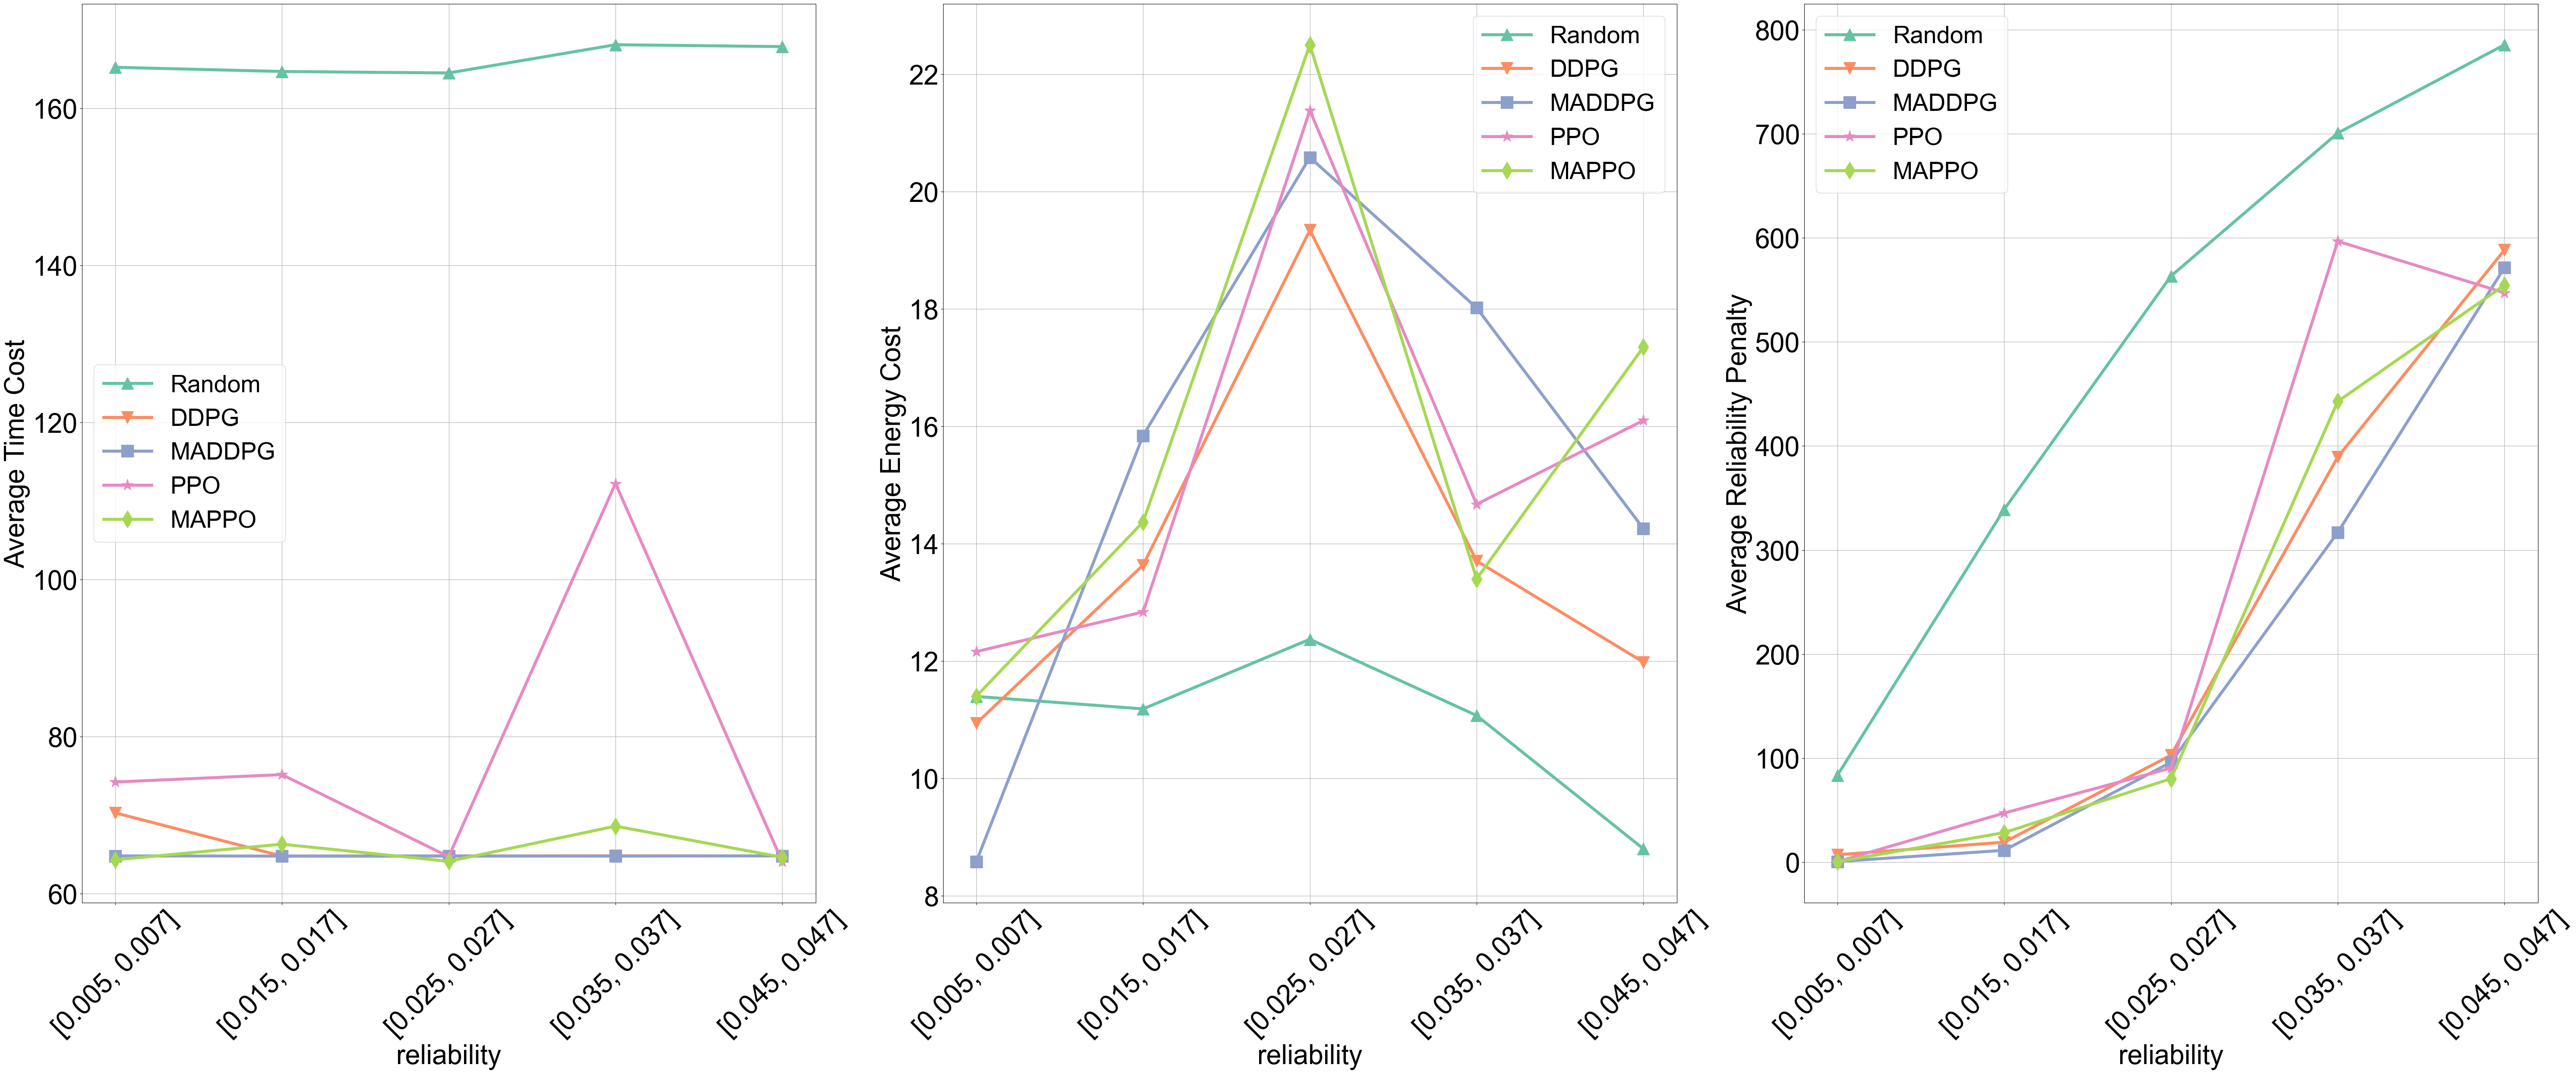 Average Time Cost
160
140
120
100
80
60
Random
DDPG
MADDPG
PPO
MAPPO
[0.005, 0.007]
[0.015, 0.017]
[0.025, 0.027]
[0.035, 0.037]
[0.045, 0.047]
reliability
Average Energy Cost
22
20
18
16
14
12
10
8
Random
DDPG
MADDPG
PPO
MAPPO
[0.005, 0.007]
[0.015, 0.017]
[0.025, 0.027]
[0.035, 0.037]
[0.045, 0.047]
reliability
Average Reliability Penalty
800
700
600
500
400
300
200
100
0
Random
DDPG
MADDPG
PPO
MAPPO
[0.005, 0.007]
[0.015, 0.017]
[0.025, 0.027]
[0.035, 0.037]
[0.045, 0.047]
reliability